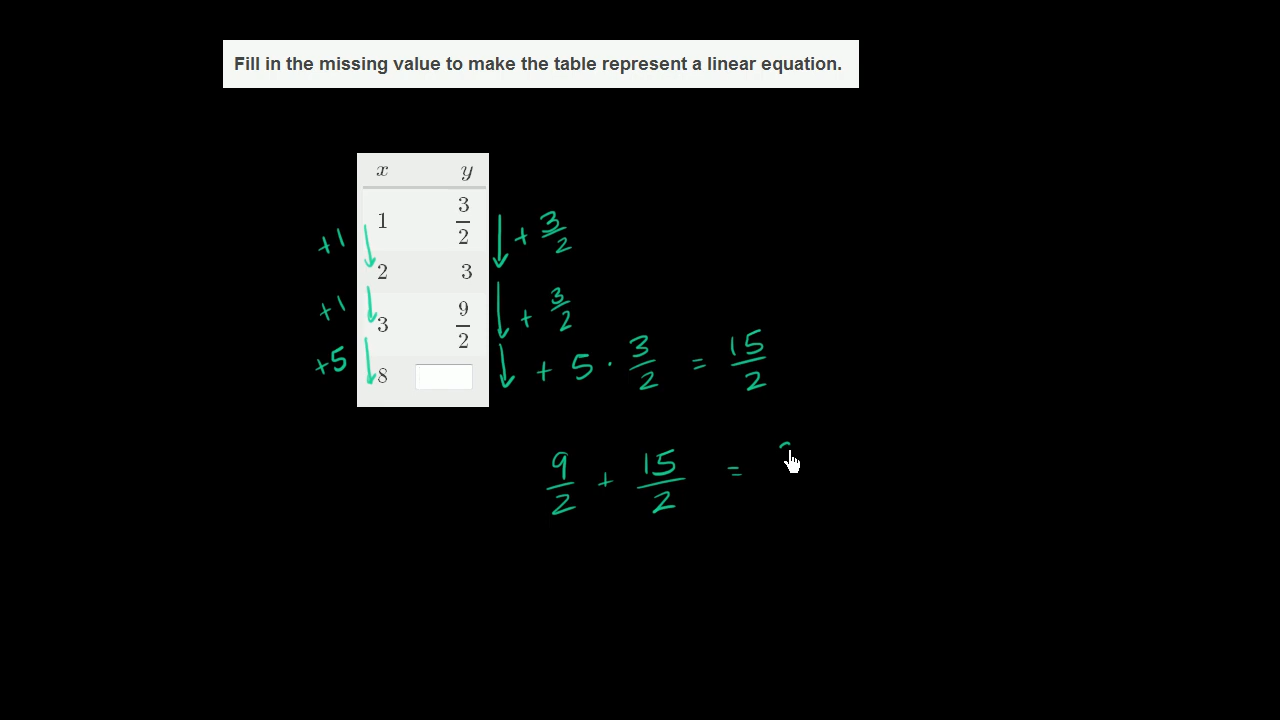 Fill in the missing value to make the table represent a linear equation.
x y
1 3/2
+1 + 3/2
2 3
+1 + 3/2
3 9/2
+5 + 5 · 3/2 = 15/2
8
9/2 + 15/2 =